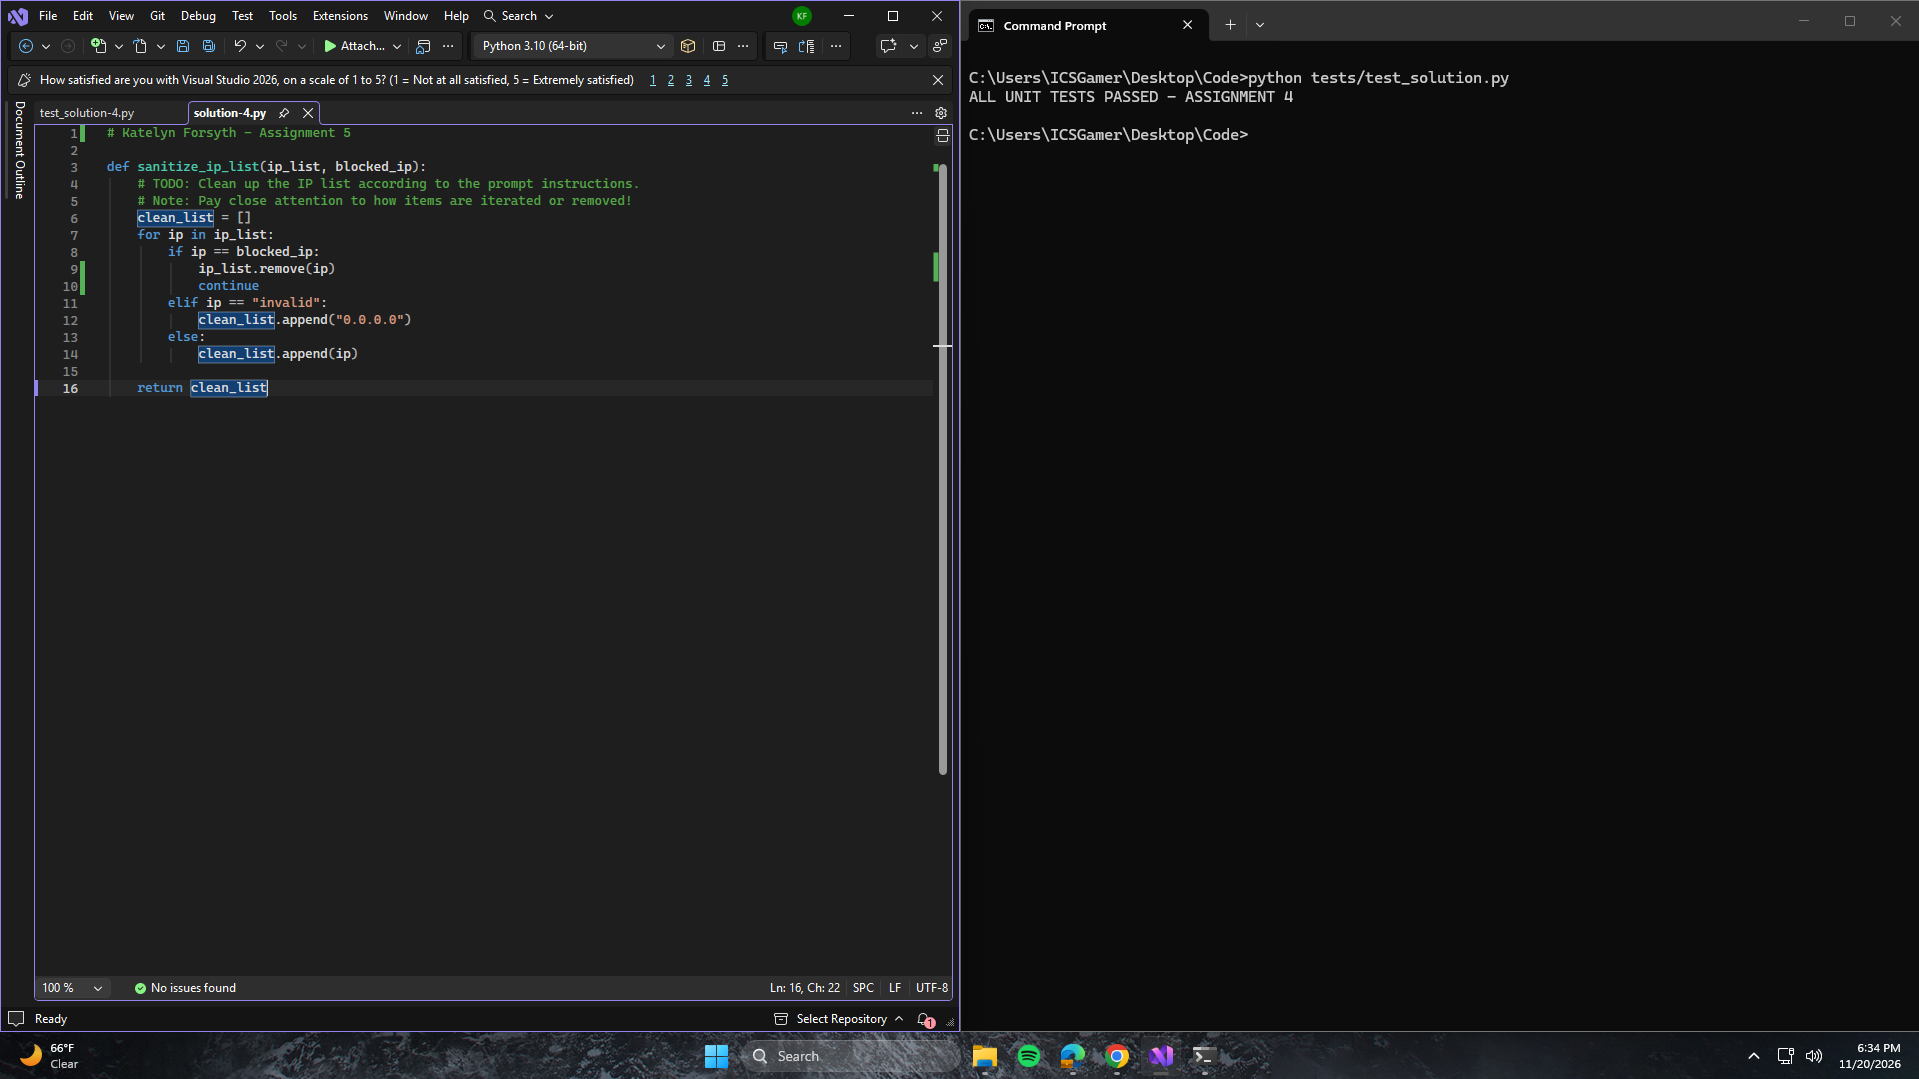 File Edit View Git Debug Test Tools Extensions Window Help Search KF
Attach... Python 3.10 (64-bit)
How satisfied are you with Visual Studio 2026, on a scale of 1 to 5? (1 = Not at all satisfied, 5 = Extremely satisfied) 1 2 3 4 5
Document Outline
test_solution-4.py solution-4.py
1 # Katelyn Forsyth - Assignment 5
2
3 def sanitize_ip_list(ip_list, blocked_ip):
4 # TODO: Clean up the IP list according to the prompt instructions.
5 # Note: Pay close attention to how items are iterated or removed!
6 clean_list = []
7 for ip in ip_list:
8 if ip == blocked_ip:
9 ip_list.remove(ip)
10 continue
11 elif ip == "invalid":
12 clean_list.append("0.0.0.0")
13 else:
14 clean_list.append(ip)
15
16 return clean_list
100 % No issues found Ln: 16, Ch: 22 SPC LF UTF-8
Ready Select Repository 1
Command Prompt
C:\Users\ICSGamer\Desktop\Code>python tests/test_solution.py
ALL UNIT TESTS PASSED - ASSIGNMENT 4
C:\Users\ICSGamer\Desktop\Code>
66°F
Clear
Search
6:34 PM
11/20/2026